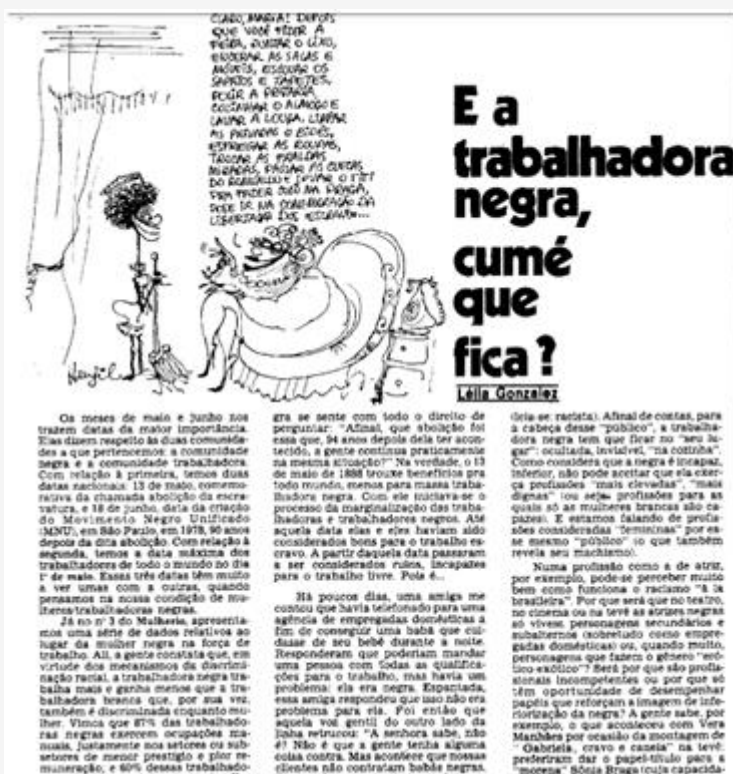 CLARO, MARIA! DEPOIS
QUE VOCÊ FIZER A
FEIRA, O LIXO,
ENCERAR AS SALAS E
MÓVEIS, OS
SAPATOS E TAPETES,
A
COZINHAR O ALMOÇO E
LAVAR A LOUÇA, LIMPAR
AS E
AS ROUPAS,
TROCAR AS FRALDAS
MIJADAS, PASSAR AS
DO E LEVAR O
PRA FAZER NA PRAÇA,
PODE IR NA COMEMORAÇÃO DA
LIBERTAÇÃO DOS ESCRAVOS...
Henfil
E a
trabalhadora
negra,
cumé
que
fica?
Lélia Gonzalez
Os meses de maio e junho nos
trazem datas da maior importância.
Elas dizem respeito às duas comunida-
des a que pertencemos: a comunidade
negra e a comunidade trabalhadora.
Com relação à primeira, temos duas
datas nacionais: 13 de maio, comemo-
rativa da chamada abolição da escra-
vatura, e 18 de junho, data da criação
do Movimento Negro Unificado
(MNU), em São Paulo, em 1978, 90 anos
depois da dita abolição. Com relação à
segunda, temos a data máxima dos
trabalhadores de todo o mundo no dia
1º de maio. Essas três datas têm muito
a ver umas com a outras, quando
pensamos na nossa condição de mu-
lheres/trabalhadoras negras.
Já no nº 3 do Mulherio, apresenta-
mos uma série de dados relativos ao
lugar da mulher negra na força de
trabalho. Ali, a gente constata que, em
virtude dos mecanismos da discrimi-
nação racial, a trabalhadora negra tra-
balha mais e ganha menos que a tra-
balhadora branca que, por sua vez,
também é discriminada enquanto mu-
lher. Vimos que 87% das trabalhado-
ras negras exercem ocupações ma-
nuais, justamente nos setores ou sub-
setores de menor prestígio e pior re-
muneração, e 60% dessas trabalhado-
gra se sente com todo o direito de
perguntar: "Afinal, que abolição foi
essa que, 94 anos depois dela ter acon-
tecido, a gente continua praticamente
na mesma situação?" Na verdade, o 13
de maio de 1888 trouxe benefícios pra
todo mundo, menos para massa traba-
lhadora negra. Com ele iniciava-se o
processo da marginalização das traba-
lhadoras e trabalhadores negros. Até
aquela data elas e eles haviam sido
considerados bons para o trabalho es-
cravo. A partir daquela data passaram
a ser considerados ruins, incapazes
para o trabalho livre. Pois é...
Há poucos dias, uma amiga me
contou que havia telefonado para uma
agência de empregadas domésticas a
fim de conseguir uma babá que cui-
dasse de seu bebê durante a noite.
Responderam que poderiam mandar
uma pessoa com todas as qualifica-
ções para o trabalho, mas havia um
problema: ela era negra. Espantada,
essa amiga respondeu que isso não era
problema para ela. Foi então que
aquela voz gentil do outro lado da
linha retrucou: "A senhora sabe, não
é? Não é que a gente tenha alguma
coisa contra. Mas acontece que nossas
clientes não contratam babás negras.
(leia-se: racista). Afinal de contas, para
a cabeça desse "público", a trabalha-
dora negra tem que ficar no "seu lu-
gar": ocultada, invisível, "na cozinha".
Como considera que a negra é incapaz,
inferior, não pode aceitar que ela exer-
ça profissões "mais elevadas", "mais
dignas" (ou seja: profissões para as
quais só as mulheres brancas são ca-
pazes). E estamos falando de profis-
sões consideradas "femininas" por es-
se mesmo "público" (o que também
revela seu machismo).
Numa profissão como a de atriz,
por exemplo, pode-se perceber muito
bem como funciona o racismo "à la
brasileira". Por que será que no teatro,
no cinema ou na tevê as atrizes negras
só vivem personagens secundários e
subalternos (sobretudo como empre-
gadas domésticas) ou, quando muito,
personagens que fazem o gênero "eró-
tico-exótico"? Será por que são profis-
sionais incompetentes ou por que só
têm oportunidade de desempenhar
papéis que reforçam a imagem de infe-
riorização da negra? A gente sabe, por
exemplo, o que aconteceu com Vera
Manhães por ocasião da montagem de
"Gabriela, cravo e canela" na tevê:
preferiram dar o papel-título para a
"morena" Sônia Braga (cuja capacida-